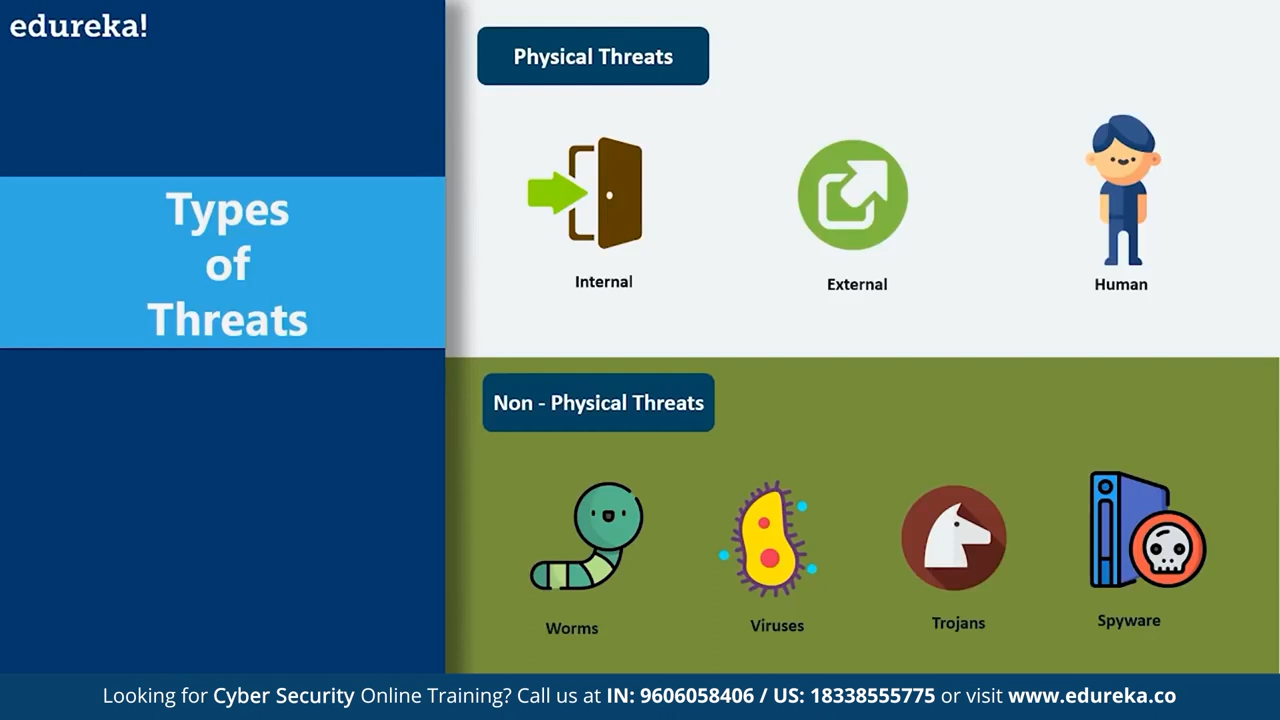 edureka!
Types
of
Threats
Physical Threats
Internal
External
Human
Non - Physical Threats
Worms
Viruses
Trojans
Spyware
Looking for Cyber Security Online Training? Call us at IN: 9606058406 / US: 18338555775 or visit www.edureka.co